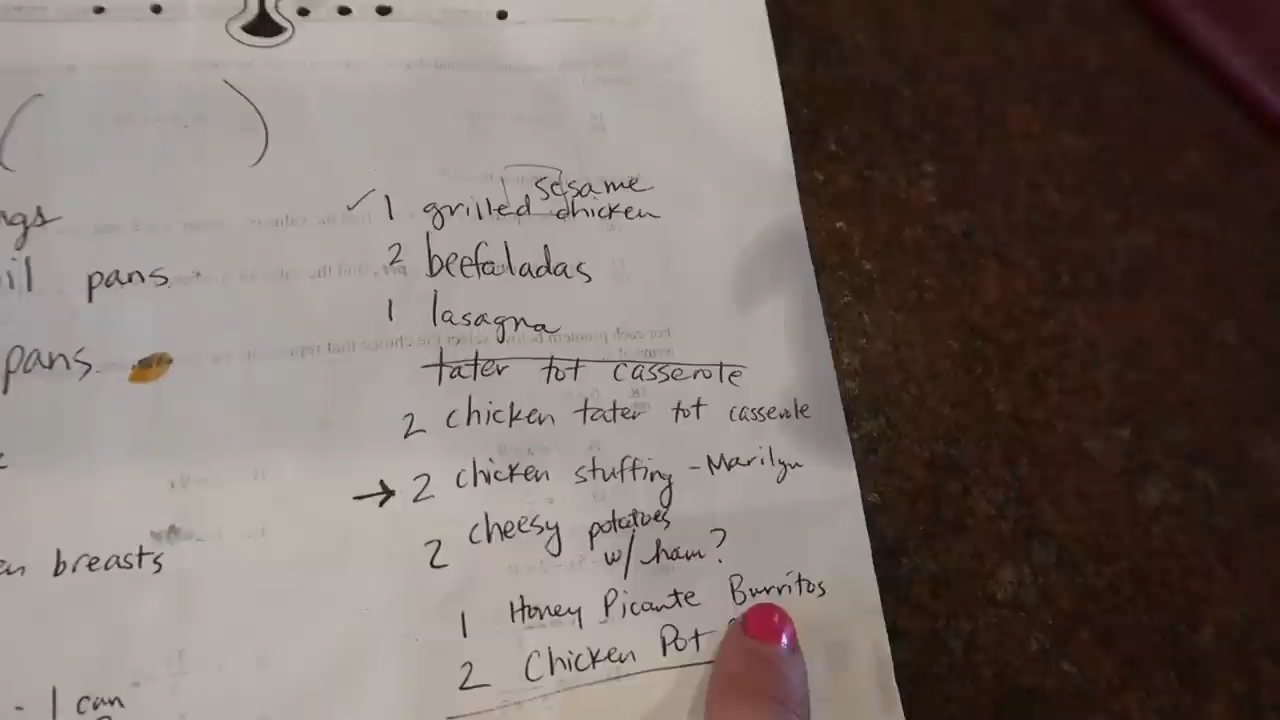 ngs
il pans
pans
en breasts
1 can
✓ 1 grilled sesame chicken
2 beefaladas
1 lasagna
tater tot casserole
2 chicken tater tot casserole
→ 2 chicken stuffing - Marilyn
2 cheesy potatoes
w/ ham?
1 Honey Picante Burritos
2 Chicken Pot